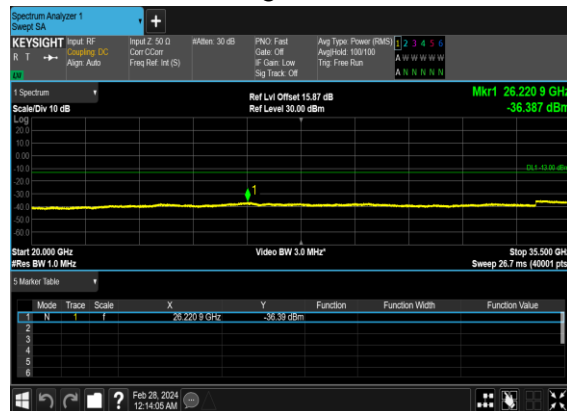 Spectrum Analyzer 1
Swept SA
+
KEYSIGHT Input: RF Input Z: 50 Ω #Atten: 30 dB PNO: Fast Avg Type: Power (RMS) 1 2 3 4 5 6
R T Coupling: DC Corr CCorr Gate: Off Avg|Hold: 100/100 A W W W W W
Align: Auto Freq Ref: Int (S) IF Gain: Low Trig: Free Run
Sig Track: Off A N N N N N
1 Spectrum Ref Lvl Offset 15.87 dB Mkr1 26.220 9 GHz
Scale/Div 10 dB Ref Level 30.00 dBm -36.387 dBm
Log
20.0
10.0
0.00
-10.0
DL1 -13.00 dBm
-20.0
1
-30.0
-40.0
-50.0
-60.0
Start 20.000 GHz Video BW 3.0 MHz* Stop 35.500 GHz
#Res BW 1.0 MHz Sweep 26.7 ms (40001 pts)
5 Marker Table
Mode Trace Scale X Y Function Function Width Function Value
1 N 1 f 26.220 9 GHz -36.39 dBm
2
3
4
5
6
? Feb 28, 2024
12:14:05 AM